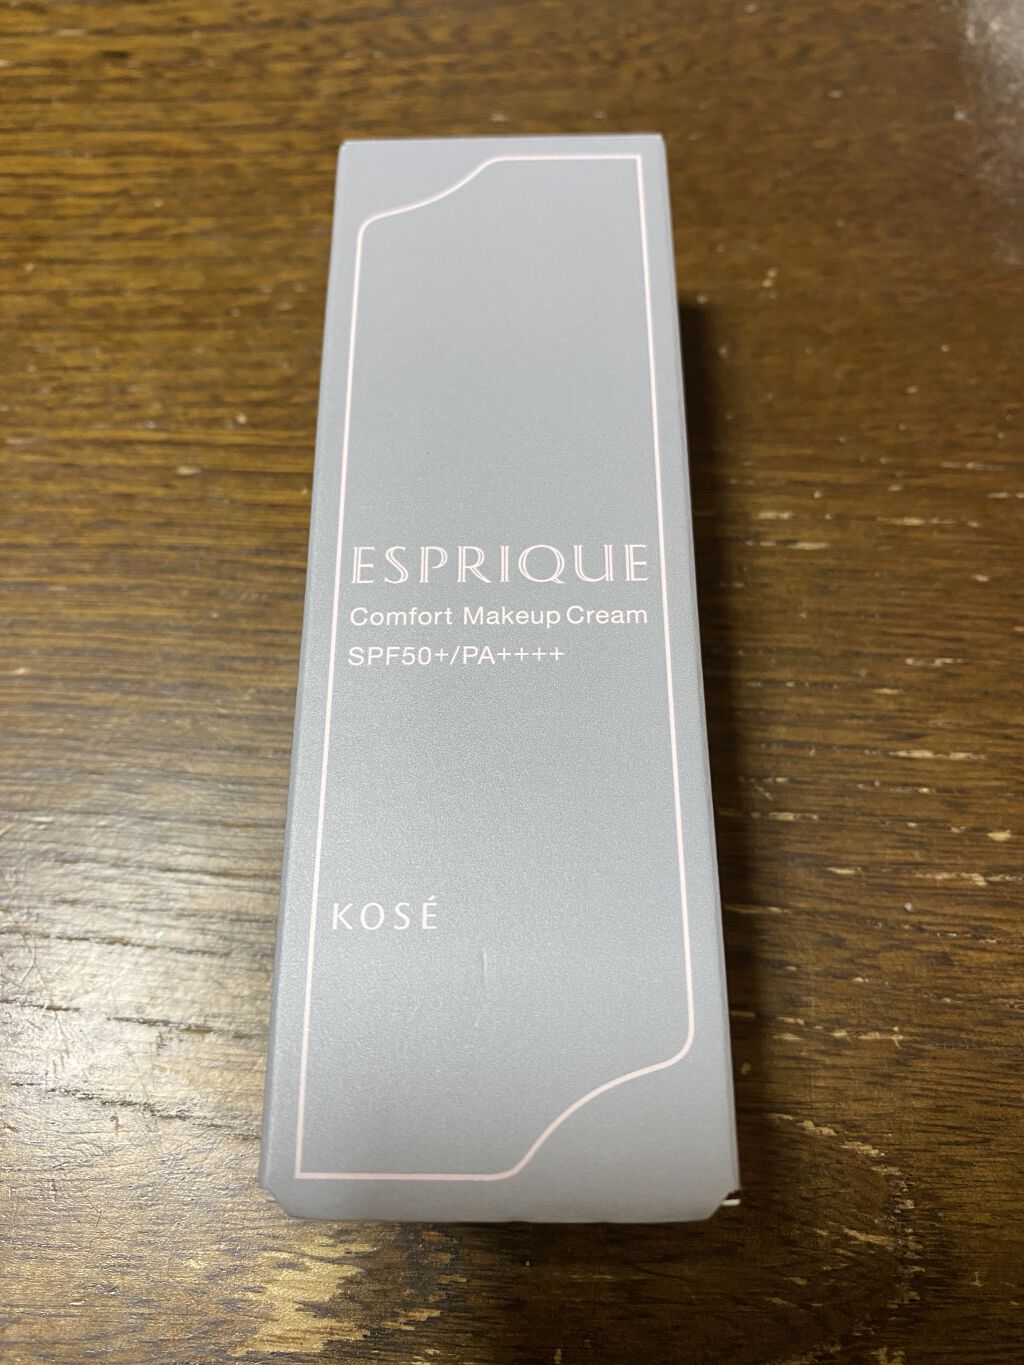 ESPRIQUE
Comfort Makeup Cream
SPF50+/PA++++
KOSÉ